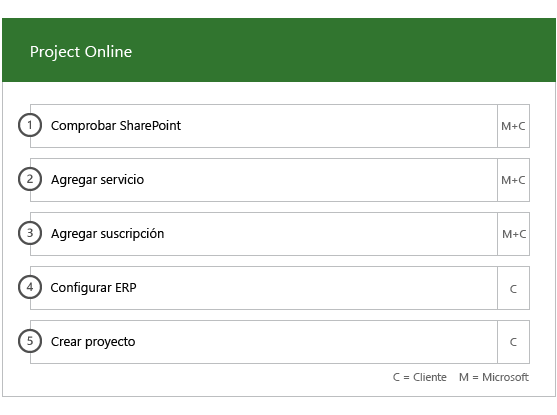 Project Online
1 Comprobar SharePoint M+C
2 Agregar servicio M+C
3 Agregar suscripción M+C
4 Configurar ERP C
5 Crear proyecto C
C = Cliente M = Microsoft